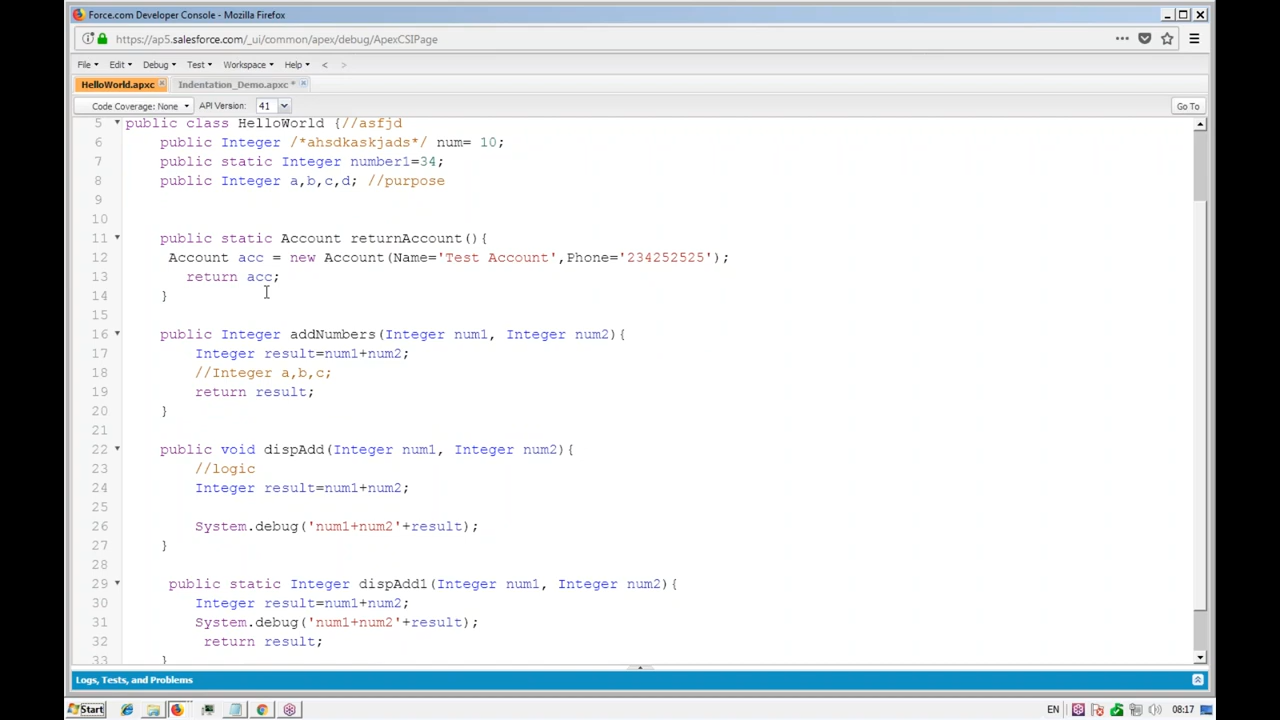 Force.com Developer Console - Mozilla Firefox
https://ap5.salesforce.com/_ui/common/apex/debug/ApexCSIPage
File Edit Debug Test Workspace Help < >
HelloWorld.apxc Indentation_Demo.apxc *
Code Coverage: None API Version: 41 Go To
5 public class HelloWorld {//asfjd
6 public Integer /*ahsdkaskjads*/ num= 10;
7 public static Integer number1=34;
8 public Integer a,b,c,d; //purpose
9
10
11 public static Account returnAccount(){
12 Account acc = new Account(Name='Test Account',Phone='234252525');
13 return acc;
14 }
15
16 public Integer addNumbers(Integer num1, Integer num2){
17 Integer result=num1+num2;
18 //Integer a,b,c;
19 return result;
20 }
21
22 public void dispAdd(Integer num1, Integer num2){
23 //logic
24 Integer result=num1+num2;
25
26 System.debug('num1+num2'+result);
27 }
28
29 public static Integer dispAdd1(Integer num1, Integer num2){
30 Integer result=num1+num2;
31 System.debug('num1+num2'+result);
32 return result;
33 }
Logs, Tests, and Problems
Start EN 08:17